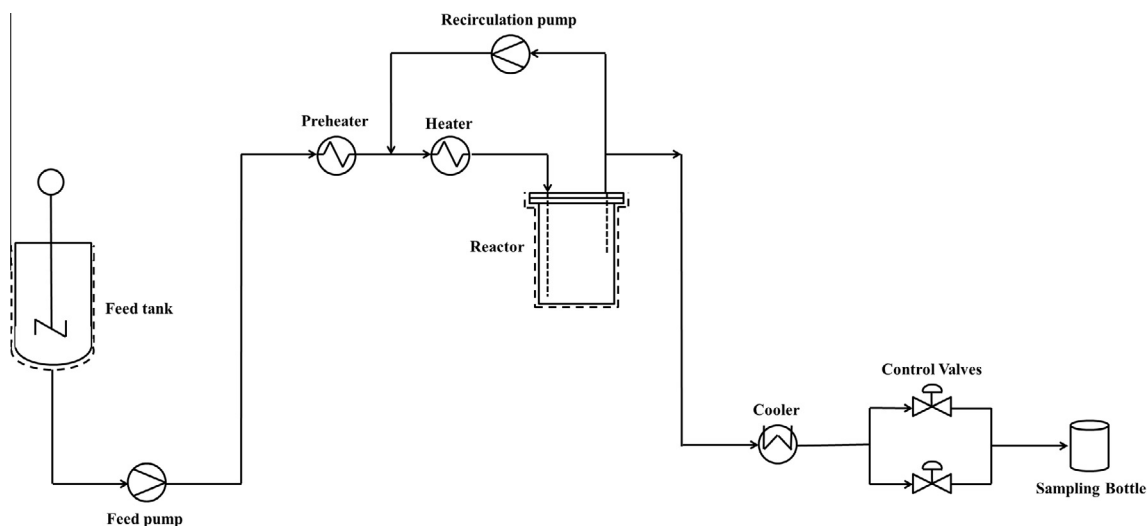 Recirculation pump
Preheater
Heater
Reactor
Feed tank
Control Valves
Cooler
Sampling Bottle
Feed pump